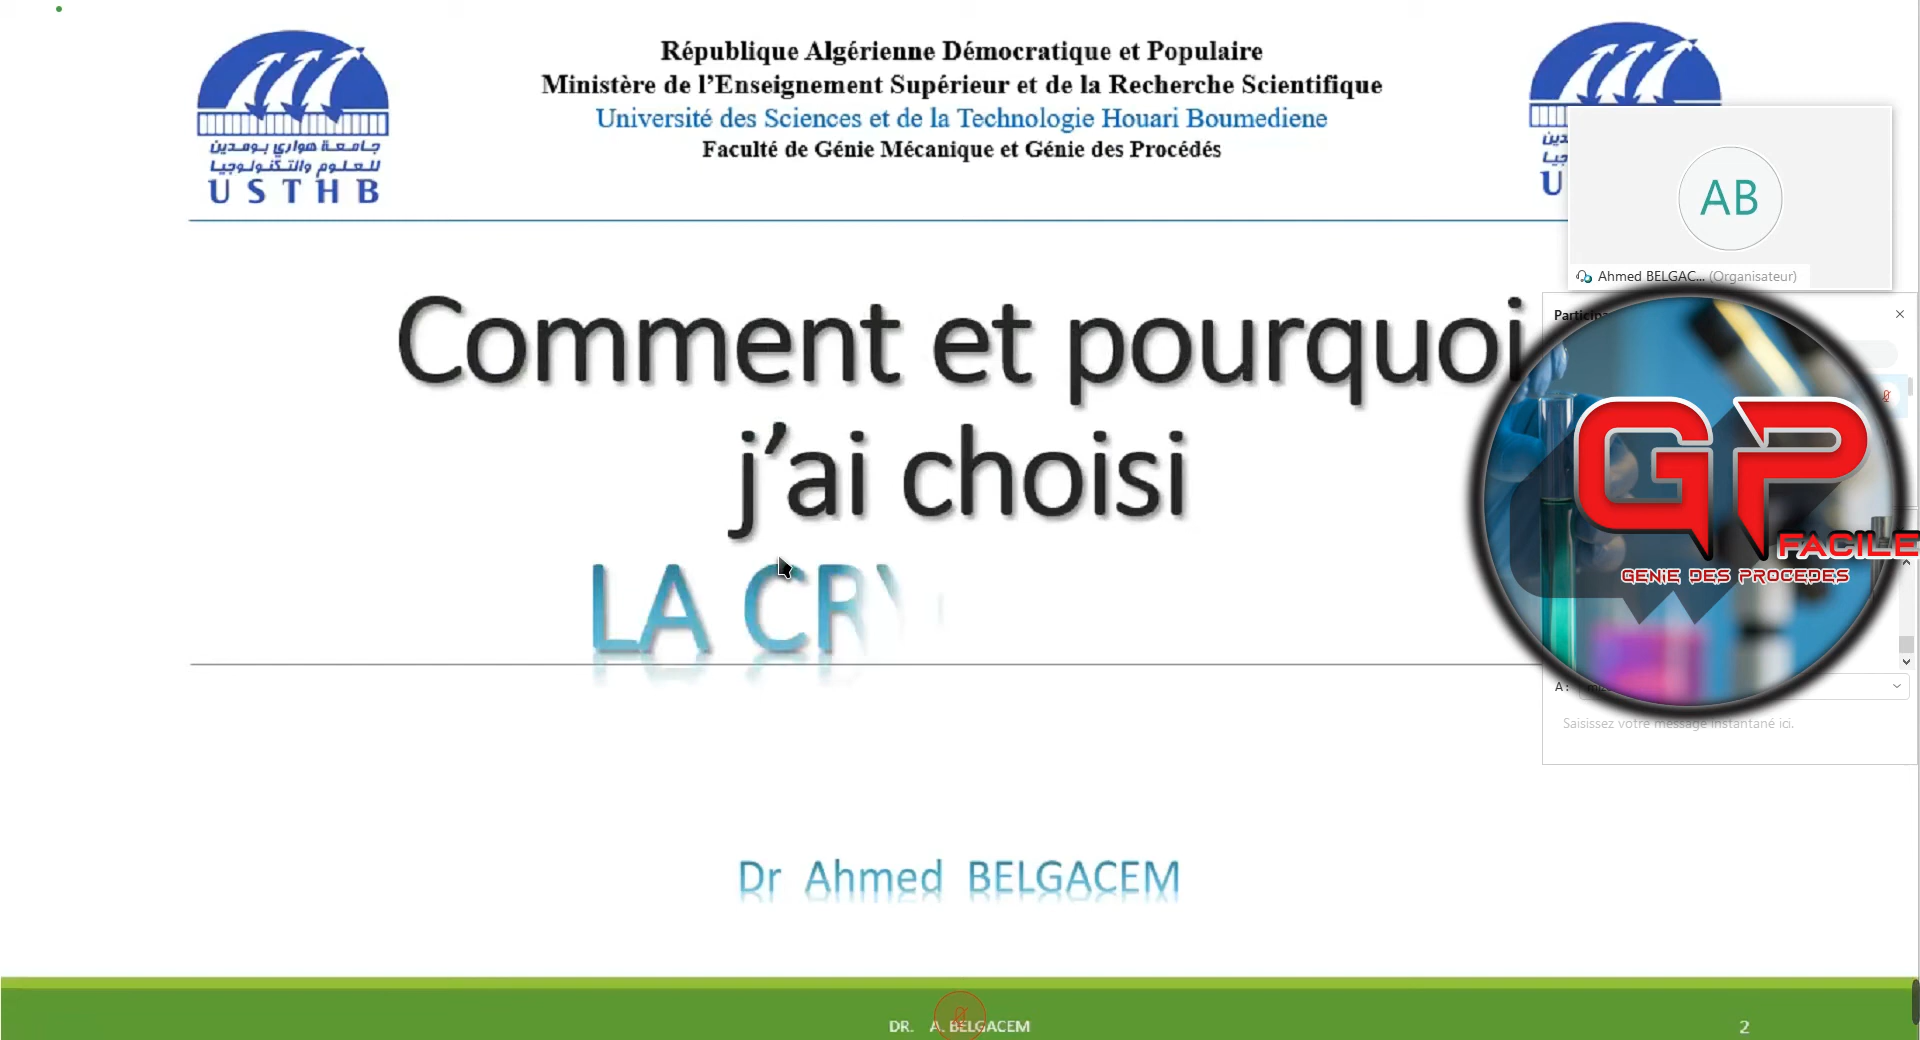 République Algérienne Démocratique et Populaire
Ministère de l'Enseignement Supérieur et de la Recherche Scientifique
Université des Sciences et de la Technologie Houari Boumediene
Faculté de Génie Mécanique et Génie des Procédés
جامعة هواري بومدين
للعلوم والتكنولوجيا
USTHB
AB
Ahmed BELGAC... (Organisateur)
Comment et pourquoi
j'ai choisi
LA CRY
GP
FACILE
GENIE DES PROCEDES
A :
Saisissez votre message instantané ici.
Dr Ahmed BELGACEM
DR. A. BELGACEM
2